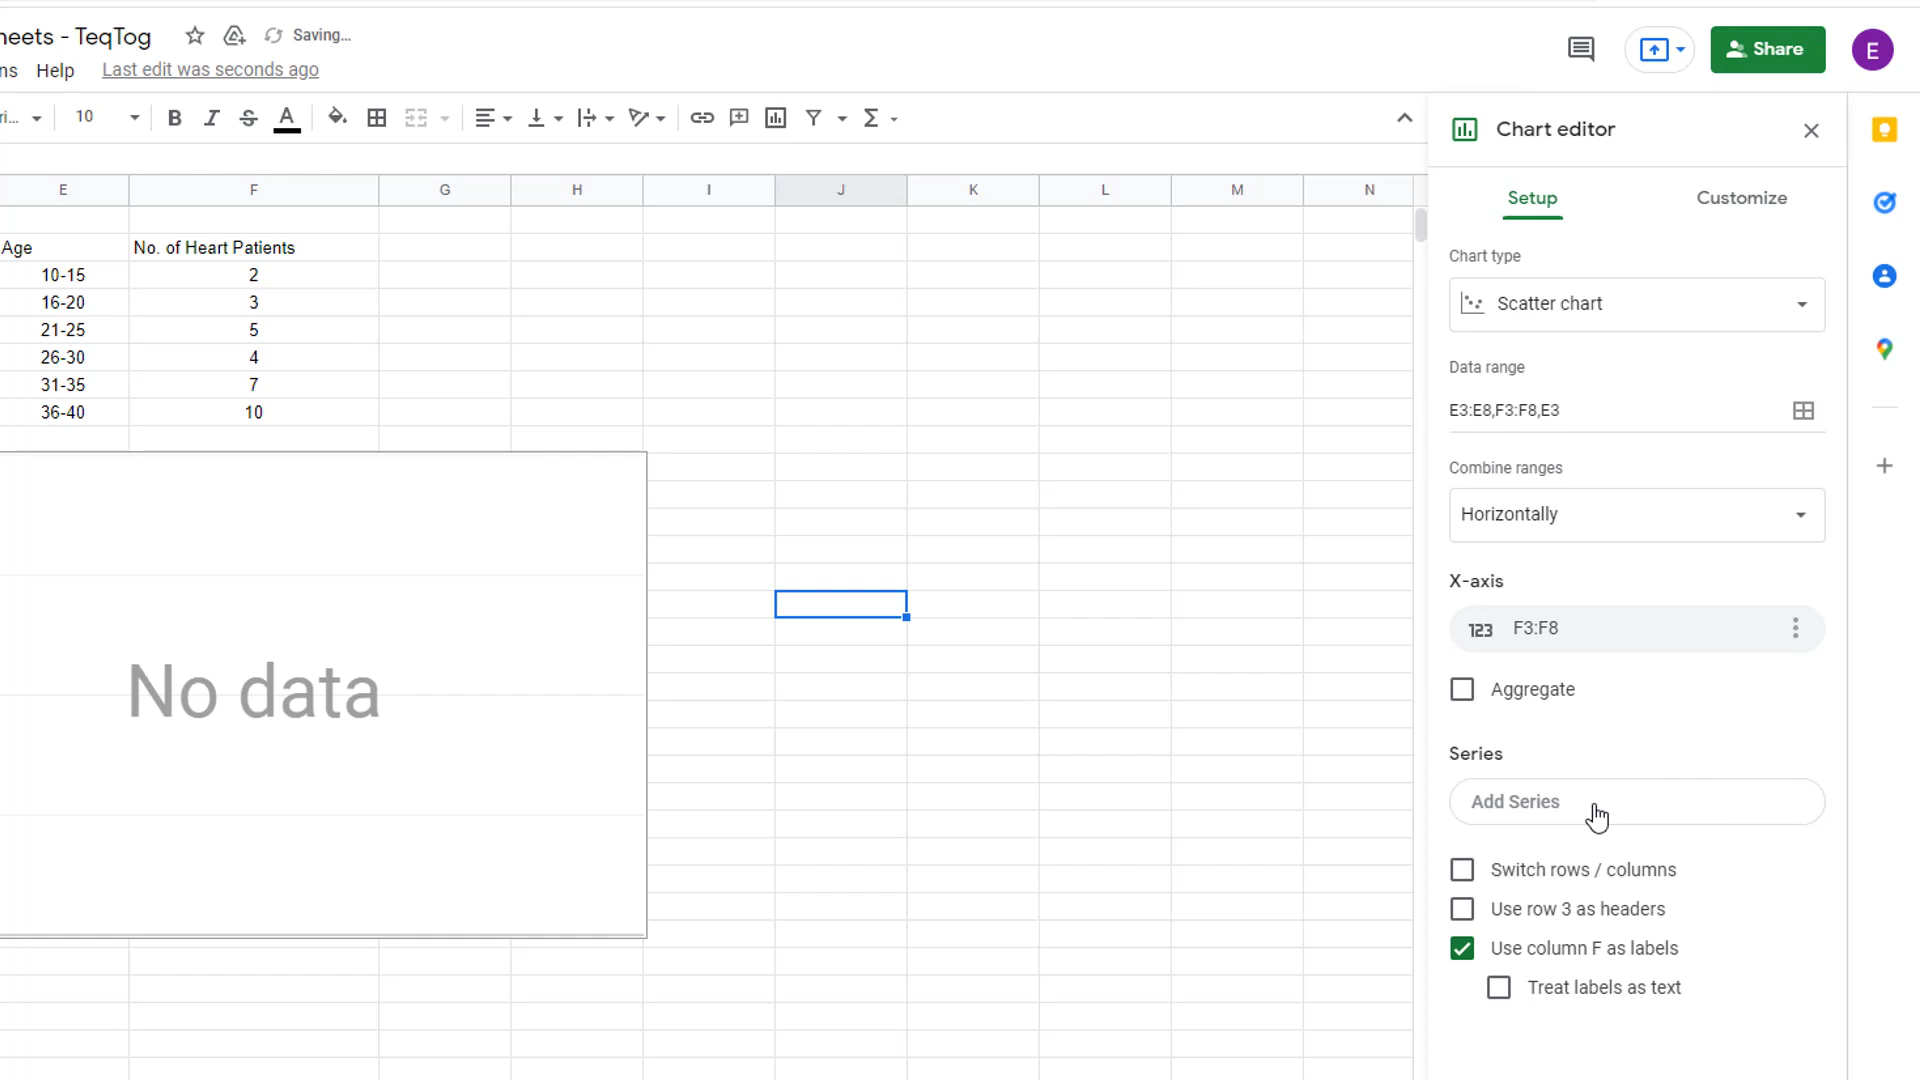 heets - TeqTog
Saving...
Share
E
ns Help Last edit was seconds ago
ri... 10 B I S A
Chart editor
Setup Customize
E F G H I J K L M N
Age No. of Heart Patients
10-15 2
16-20 3
21-25 5
26-30 4
31-35 7
36-40 10
No data
Chart type
Scatter chart
Data range
E3:E8,F3:F8,E3
Combine ranges
Horizontally
X-axis
123 F3:F8
Aggregate
Series
Add Series
Switch rows / columns
Use row 3 as headers
Use column F as labels
Treat labels as text